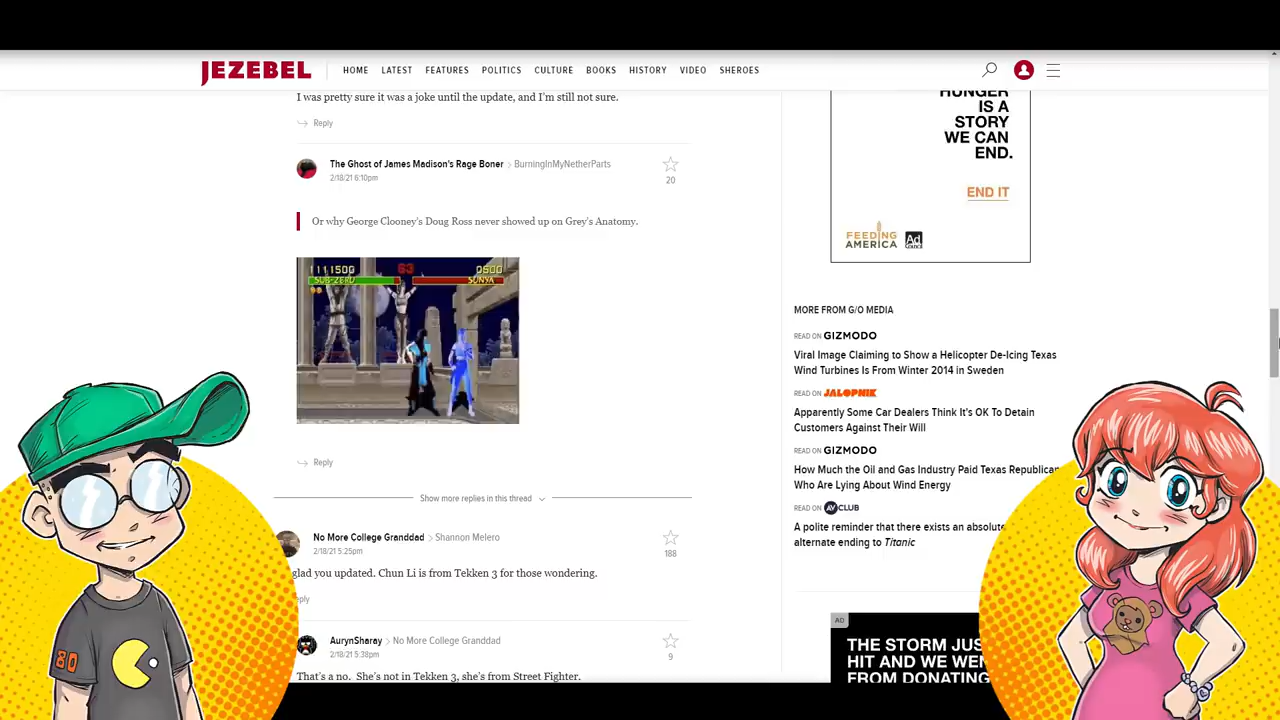 JEZEBEL
HOME LATEST FEATURES POLITICS CULTURE BOOKS HISTORY VIDEO SHEROES
I was pretty sure it was a joke until the update, and I'm still not sure.
Reply
The Ghost of James Madison's Rage Boner BurningInMyNetherParts
2/18/21 6:10pm
20
Or why George Clooney's Doug Ross never showed up on Grey's Anatomy.
111500 63 0500
SUB-ZERO SONYA
Reply
Show more replies in this thread
No More College Granddad Shannon Melero
2/18/21 5:25pm
188
glad you updated. Chun Li is from Tekken 3 for those wondering.
eply
AurynSharay No More College Granddad
2/18/21 5:38pm
9
That's a no. She's not in Tekken 3, she's from Street Fighter.
HUNGER
IS A
STORY
WE CAN
END.
END IT
FEEDING
AMERICA
Ad
MORE FROM G/O MEDIA
READ ON GIZMODO
Viral Image Claiming to Show a Helicopter De-Icing Texas
Wind Turbines Is From Winter 2014 in Sweden
READ ON JALOPNIK
Apparently Some Car Dealers Think It's OK To Detain
Customers Against Their Will
READ ON GIZMODO
How Much the Oil and Gas Industry Paid Texas Republican
Who Are Lying About Wind Energy
READ ON AV CLUB
A polite reminder that there exists an absolute
alternate ending to Titanic
AD
THE STORM JUS
HIT AND WE WE
FROM DONATING
80